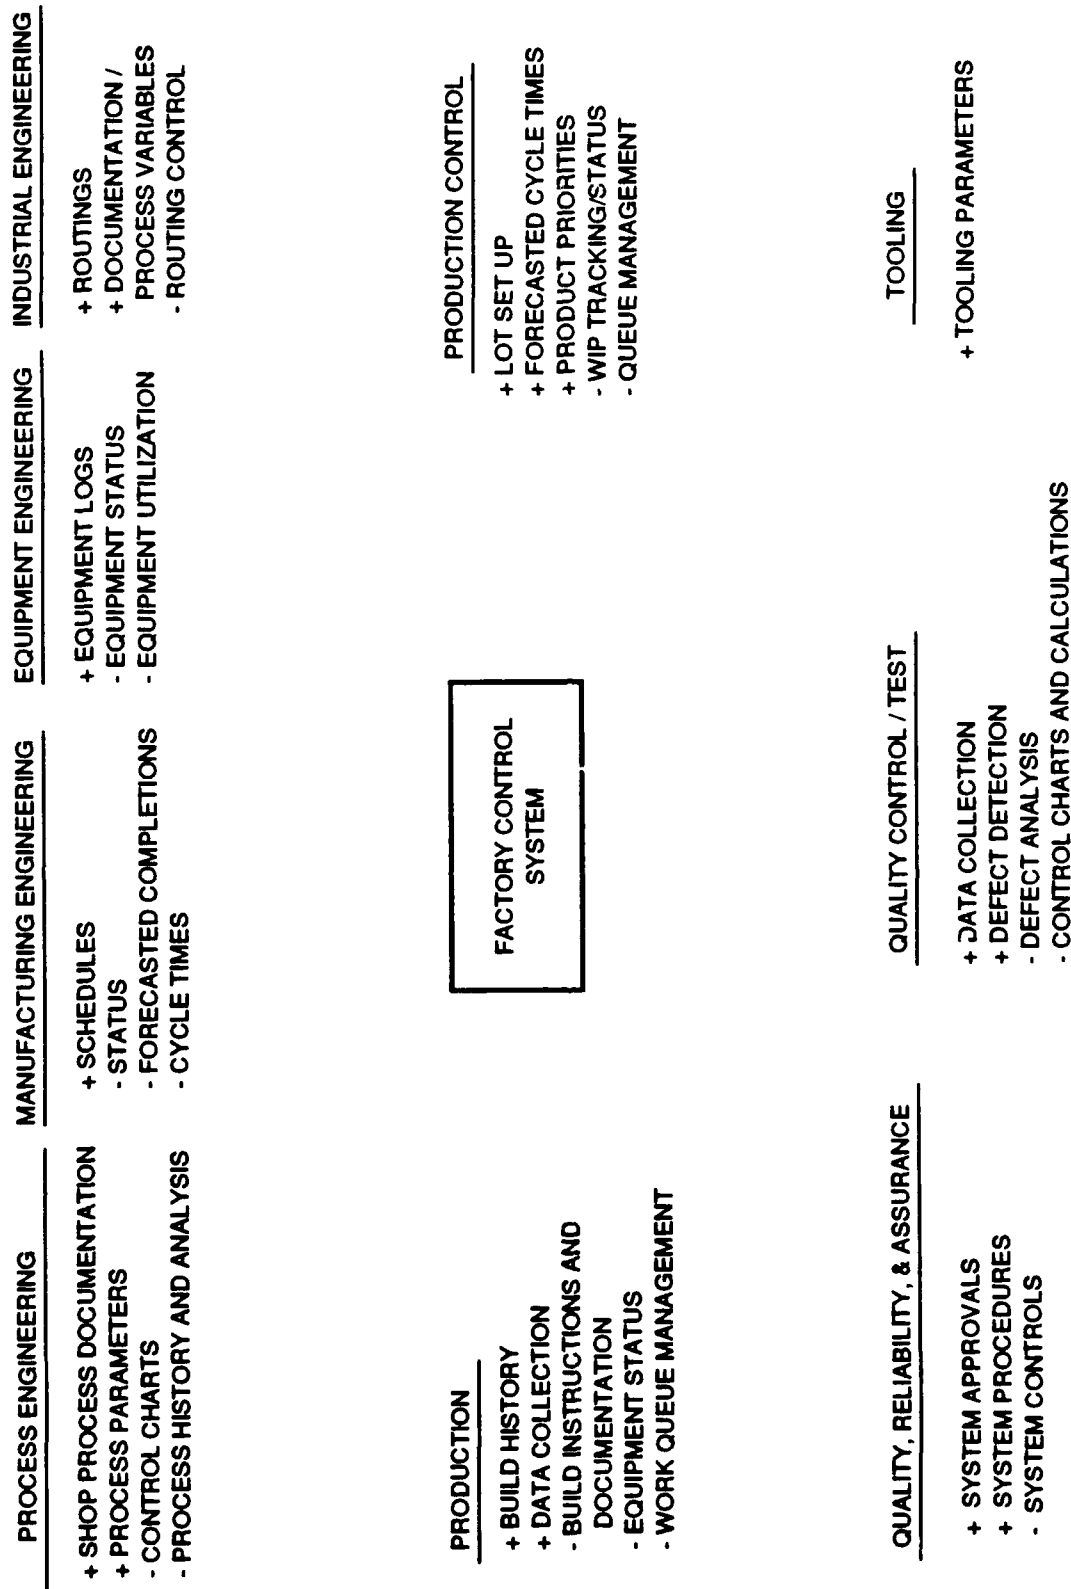 PROCESS ENGINEERING
+ SHOP PROCESS DOCUMENTATION
+ PROCESS PARAMETERS
- CONTROL CHARTS
- PROCESS HISTORY AND ANALYSIS
MANUFACTURING ENGINEERING
+ SCHEDULES
- STATUS
- FORECASTED COMPLETIONS
- CYCLE TIMES
EQUIPMENT ENGINEERING
+ EQUIPMENT LOGS
- EQUIPMENT STATUS
- EQUIPMENT UTILIZATION
INDUSTRIAL ENGINEERING
+ ROUTINGS
+ DOCUMENTATION /
PROCESS VARIABLES
- ROUTING CONTROL
PRODUCTION
+ BUILD HISTORY
+ DATA COLLECTION
- BUILD INSTRUCTIONS AND
DOCUMENTATION
- EQUIPMENT STATUS
- WORK QUEUE MANAGEMENT
FACTORY CONTROL
SYSTEM
PRODUCTION CONTROL
+ LOT SET UP
+ FORECASTED CYCLE TIMES
+ PRODUCT PRIORITIES
- WIP TRACKING/STATUS
- QUEUE MANAGEMENT
QUALITY, RELIABILITY, & ASSURANCE
+ SYSTEM APPROVALS
+ SYSTEM PROCEDURES
- SYSTEM CONTROLS
QUALITY CONTROL / TEST
+ DATA COLLECTION
+ DEFECT DETECTION
- DEFECT ANALYSIS
- CONTROL CHARTS AND CALCULATIONS
TOOLING
+ TOOLING PARAMETERS